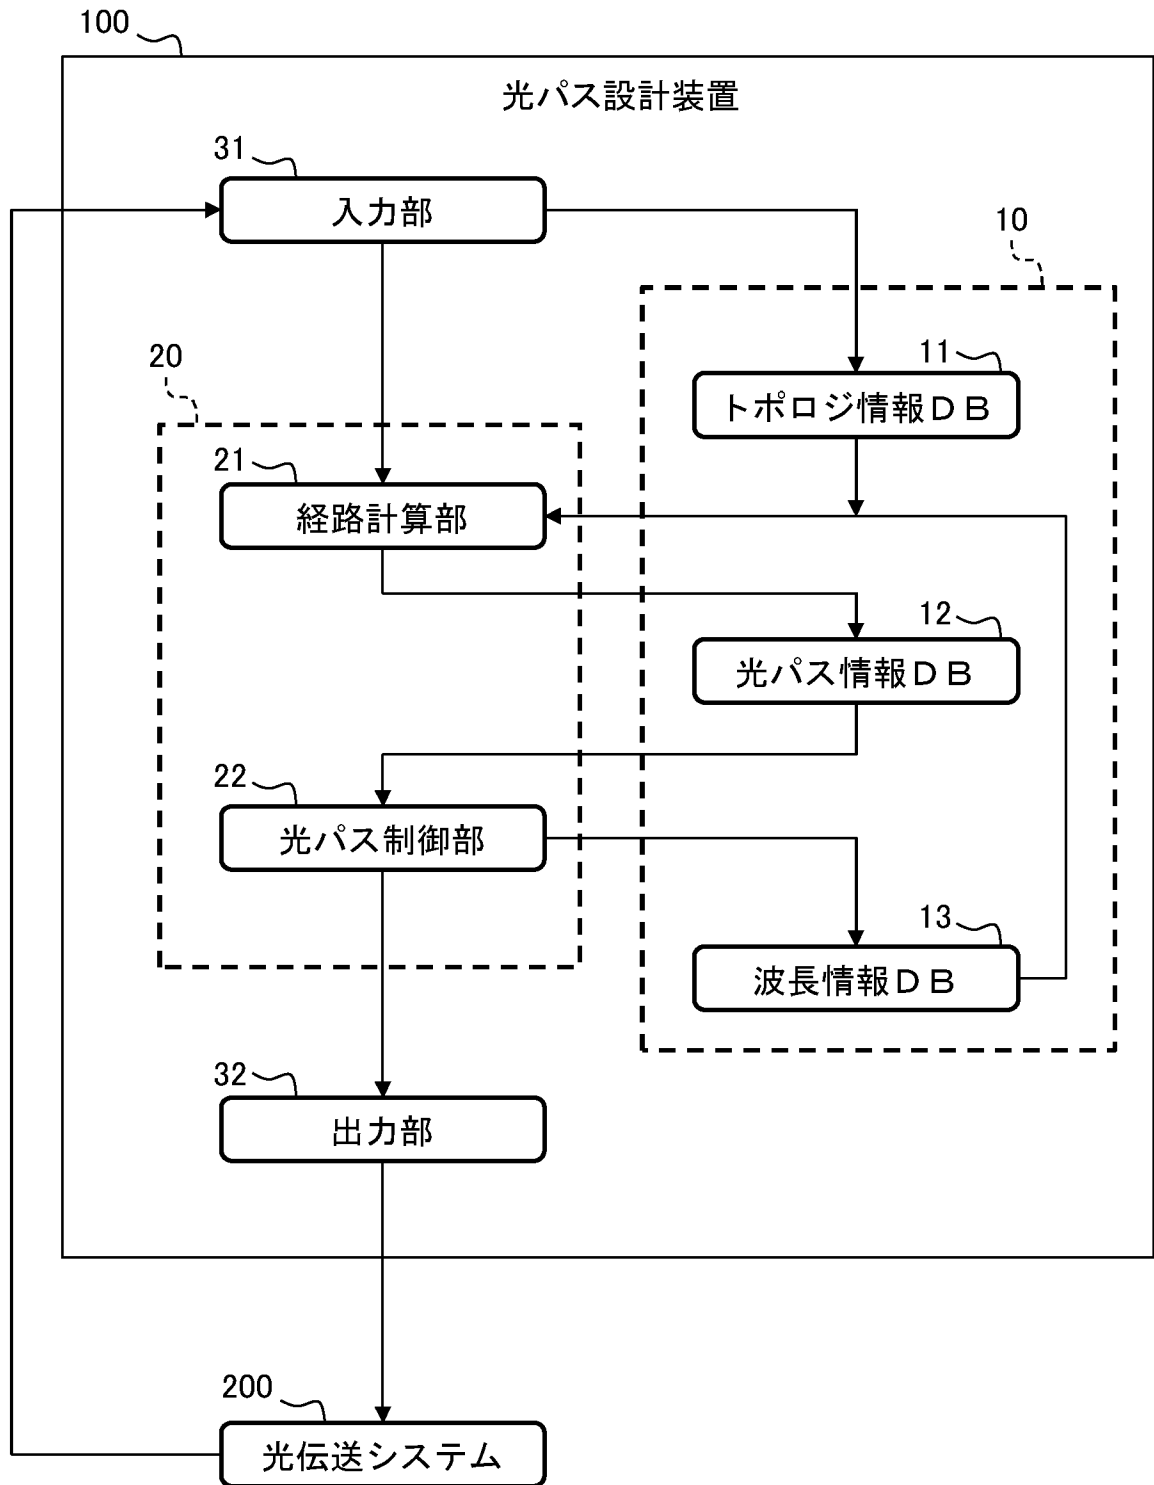 100
光パス設計装置
31
入力部
10
20
11
トポロジ情報ＤＢ
21
経路計算部
12
光パス情報ＤＢ
22
光パス制御部
13
波長情報ＤＢ
32
出力部
200
光伝送システム